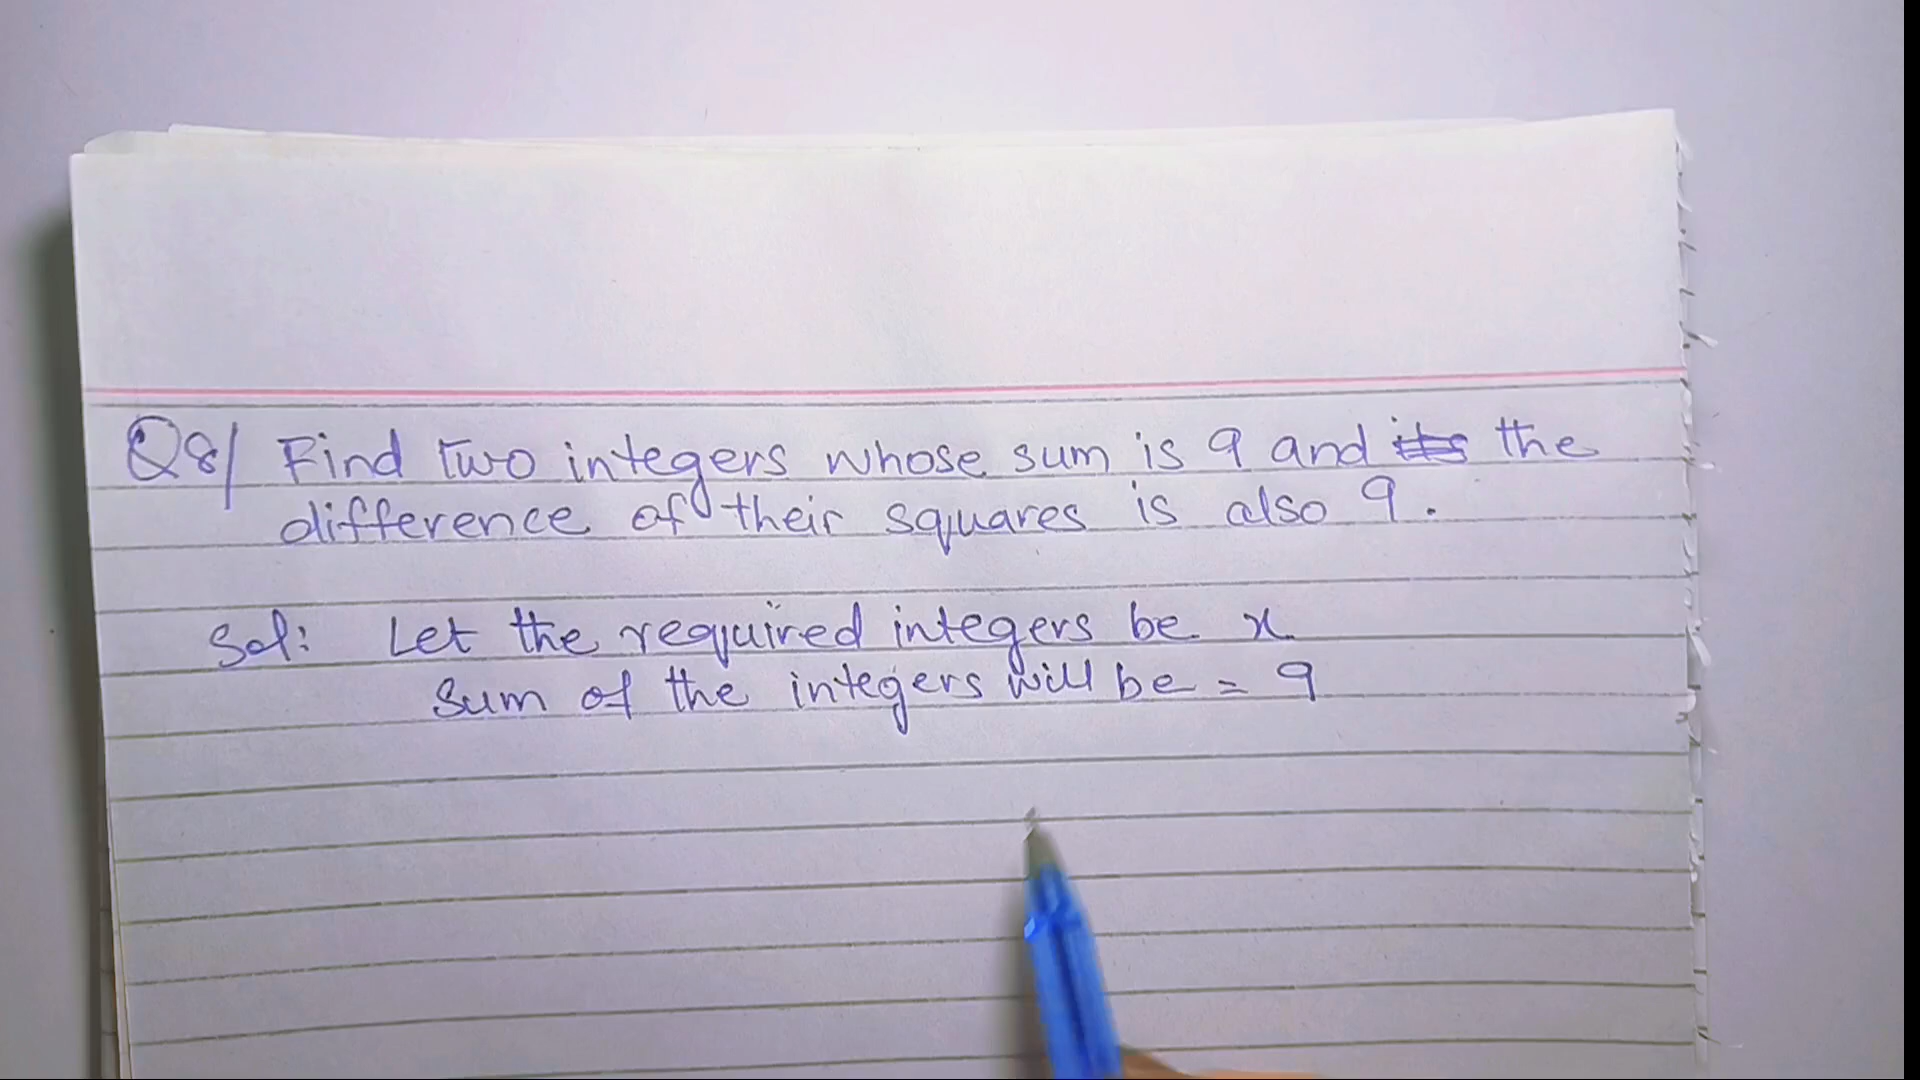 Q8/ Find two integers whose sum is 9 and its the
difference of their squares is also 9.
Sol: Let the required integers be x
Sum of the integers will be = 9